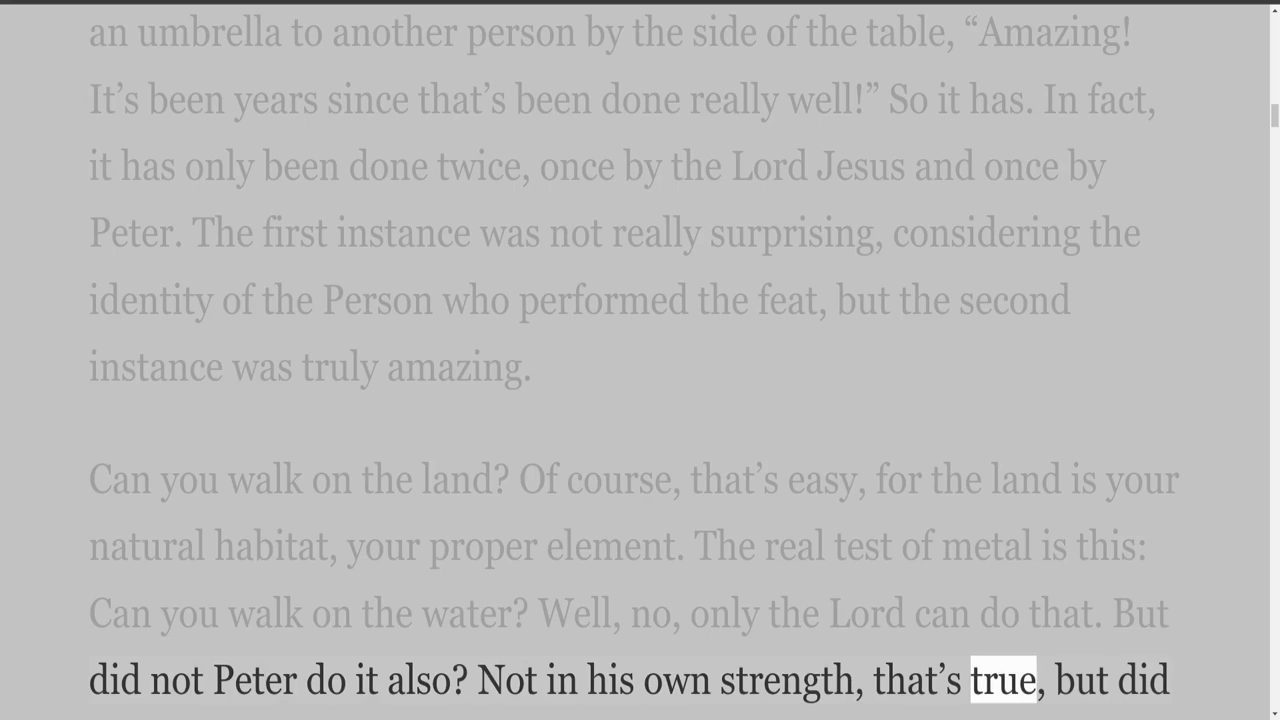 an umbrella to another person by the side of the table, “Amazing!
It’s been years since that’s been done really well!” So it has. In fact,
it has only been done twice, once by the Lord Jesus and once by
Peter. The first instance was not really surprising, considering the
identity of the Person who performed the feat, but the second
instance was truly amazing.
Can you walk on the land? Of course, that’s easy, for the land is your
natural habitat, your proper element. The real test of metal is this:
Can you walk on the water? Well, no, only the Lord can do that. But
did not Peter do it also? Not in his own strength, that’s true, but did